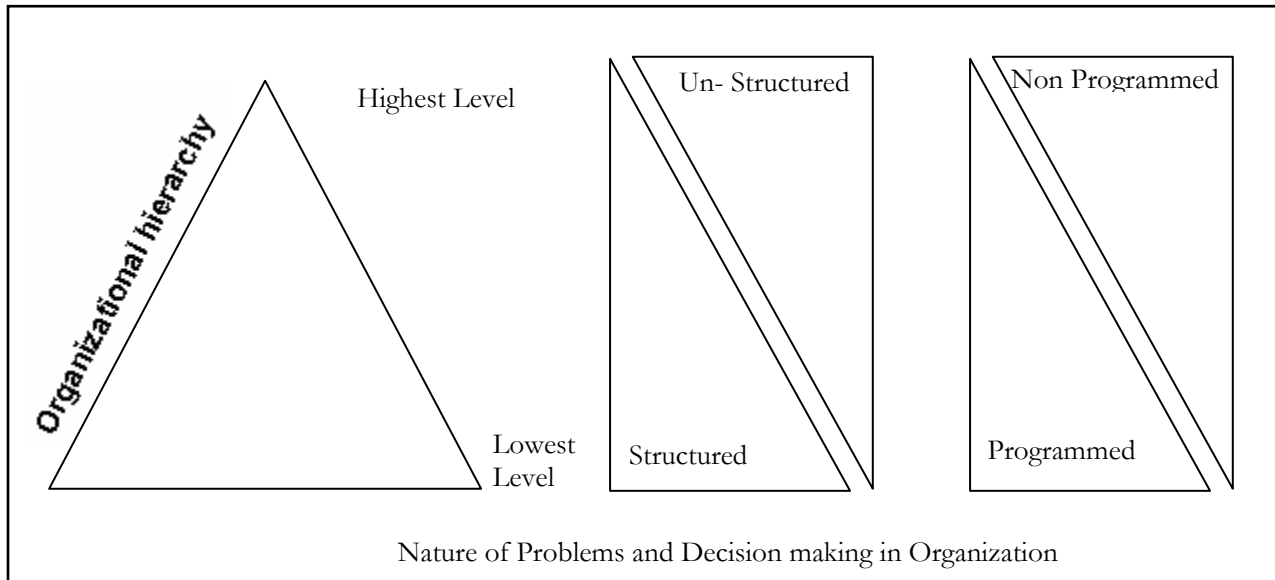 Organizational hierarchy
Highest Level
Un- Structured
Non Programmed
Lowest
Level
Structured
Programmed
Nature of Problems and Decision making in Organization